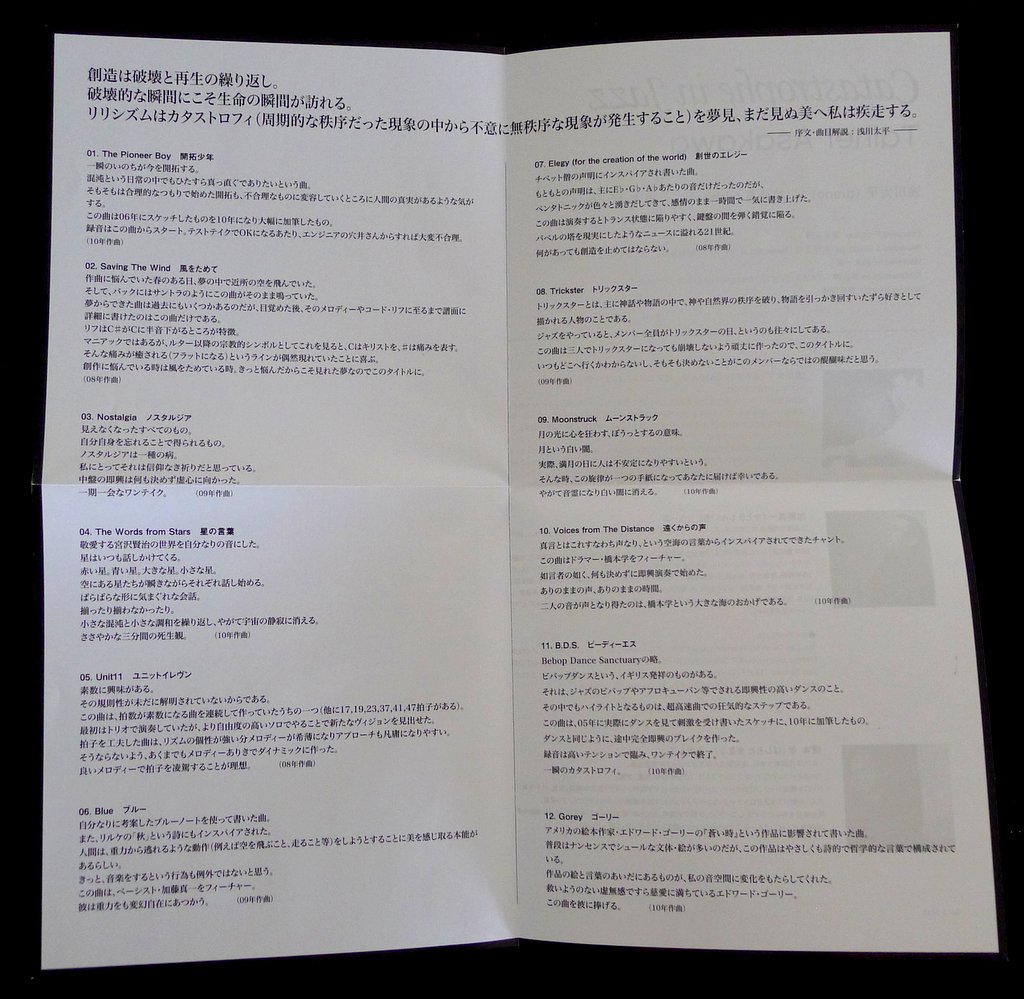 創造は破壊と再生の繰り返し。
破壊的な瞬間にこそ生命の瞬間が訪れる。
リリシズムはカタストロフィ(周期的な秩序だった現象の中から不意に無秩序な現象が発生すること)を夢見、まだ見ぬ美へ私は疾走する。
序文・曲目解説:浅川太平
01. The Pioneer Boy 開拓少年
一瞬のいのちが今を開拓する。
混沌という日常の中でもひたすら真っ直ぐでありたいという曲。
そもそもは合理的なつもりで始めた開拓も、不合理なものに変容していくところに人間の真実があるような気が
する。
この曲は06年にスケッチしたものを10年になり大幅に加筆したもの。
録音はこの曲からスタート。テストテイクでOKになるあたり、エンジニアの穴井さんからすれば大変不合理。
(10年作曲)
02. Saving The Wind 風をためて
作曲に悩んでいた春のある日、夢の中で近所の空を飛んでいた。
そして、バックにはサントラのようにこの曲がそのまま鳴っていた。
夢からできた曲は過去にもいくつかあるのだが、目覚めた後、そのメロディーやコード・リフに至るまで譜面に
詳細に書けたのはこの曲だけである。
リフはC♯がCに半音下がるところが特徴。
マニアックではあるが、ルター以降の宗教的シンボルとしてこれを見ると、Cはキリストを、♯は痛みを表す。
そんな痛みが癒される(フラットになる)というラインが偶然現れていたことに喜ぶ。
創作に悩んでいる時は風をためている時。きっと悩んだからこそ見れた夢なのでこのタイトルに。
(08年作曲)
03. Nostalgia ノスタルジア
見えなくなったすべてのもの。
自分自身を忘れることで得られるもの。
ノスタルジアは一種の病。
私にとってそれは信仰なき祈りだと思っている。
中盤の即興は何も決めず虚心に向かった。
一期一会なワンテイク。 (09年作曲)
04. The Words from Stars 星の言葉
敬愛する宮沢賢治の世界を自分なりの音にした。
星はいつも話しかけてくる。
赤い星。青い星。大きな星。小さな星。
空にある星たちが瞬きながらそれぞれ話し始める。
ばらばらな形に気まぐれな会話。
揃ったり揃わなかったり。
小さな混沌と小さな調和を繰り返し、やがて宇宙の静寂に消える。
ささやかな三分間の死生観。 (10年作曲)
05. Unit11 ユニットイレヴン
素数に興味がある。
その規則性が未だに解明されていないからである。
この曲は、拍数が素数になる曲を連続して作っていたうちの一つ(他に17,19,23,37,41,47拍子がある)。
最初はトリオで演奏していたが、より自由度の高いソロでやることで新たなヴィジョンを見出せた。
拍子を工夫した曲は、リズムの個性が強い分メロディーが希薄になりアプローチも凡庸になりやすい。
そうならないよう、あくまでもメロディーありきでダイナミックに作った。
良いメロディーで拍子を凌駕することが理想。 (08年作曲)
06. Blue ブルー
自分なりに考案したブルーノートを使って書いた曲。
また、リルケの「秋」という詩にもインスパイアされた。
人間は、重力から逃れるような動作(例えば空を飛ぶこと、走ること等)をしようとすることに美を感じ取る本能が
あるらしい。
きっと、音楽をするという行為も例外ではないと思う。
この曲は、ベーシスト・加藤真一をフィーチャー。
彼は重力をも変幻自在にあつかう。 (09年作曲)
07. Elegy (for the creation of the world) 創世のエレジー
チベット僧の声明にインスパイアされ書いた曲。
もともとの声明は、主にE♭・G♭・A♭あたりの音だけだったのだが、
ペンタトニックが色々と湧きだしてきて、感情のまま一時間で一気に書き上げた。
この曲は演奏するとトランス状態に陥りやすく、鍵盤の間を弾く錯覚に陥る。
バベルの塔を現実にしたようなニュースに溢れる21世紀。
何があっても創造を止めてはならない。 (08年作曲)
08. Trickster トリックスター
トリックスターとは、主に神話や物語の中で、神や自然界の秩序を破り、物語を引っかき回すいたずら好きとして
描かれる人物のことである。
ジャズをやっていると、メンバー全員がトリックスターの日、というのも往々にしてある。
この曲は三人でトリックスターになっても崩壊しないよう頑丈に作ったので、このタイトルに。
いつもどこへ行くかわからないし、そもそも決めないことがこのメンバーならではの醍醐味だと思う。
(09年作曲)
09. Moonstruck ムーンストラック
月の光に心を狂わす、ぼうっとするの意味。
月という白い闇。
実際、満月の日に人は不安定になりやすいという。
そんな時、この旋律が一つの手紙になってあなたに届けば幸いである。
やがて音霊になり白い闇に消える。 (10年作曲)
10. Voices from The Distance 遠くからの声
真言とはこれすなわち声なり、という空海の言葉からインスパイアされてできたチャント。
この曲はドラマー・橋本学をフィーチャー。
如言者の如く、何も決めずに即興演奏で始めた。
ありのままの声、ありのままの時間。
二人の音が声となり得たのは、橋本学という大きな海のおかげである。 (10年作曲)
11. B.D.S. ビーディーエス
Bebop Dance Sanctuaryの略。
ビバップダンスという、イギリス発祥のものがある。
それは、ジャズのビバップやアフロキューバン等でされる即興性の高いダンスのこと。
その中でもハイライトとなるものは、超高速曲での狂気的なステップである。
この曲は、05年に実際にダンスを見て刺激を受け書いたスケッチに、10年に加筆したもの。
ダンスと同じように、途中完全即興のブレイクを作った。
録音は高いテンションで臨み、ワンテイクで終了。
一瞬のカタストロフィ。 (10年作曲)
12. Gorey ゴーリー
アメリカの絵本作家・エドワード・ゴーリーの『蒼い時』という作品に影響されて書いた曲。
普段はナンセンスでシュールな文体・絵が多いのだが、この作品はやさしくも詩的で哲学的な言葉で構成されて
いる。
作品の絵と言葉のあいだにあるものが、私の音空間に変化をもたらしてくれた。
救いようのない虚無感ですら慈愛に満ちているエドワード・ゴーリー。
この曲を彼に捧げる。 (10年作曲)